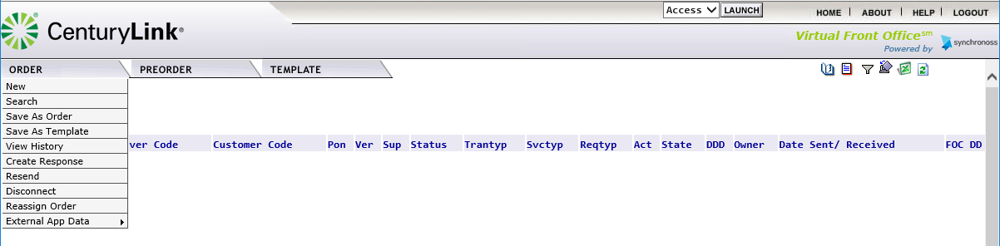 Access LAUNCH HOME | ABOUT | HELP | LOGOUT
CenturyLink®
Virtual Front Office℠
Powered by synchronoss
ORDER PREORDER TEMPLATE
New
Search
Save As Order
Save As Template
ver Code Customer Code Pon Ver Sup Status Trantyp Svctyp Reqtyp Act State DDD Owner Date Sent/ Received FOC DD
View History
Create Response
Resend
Disconnect
Reassign Order
External App Data